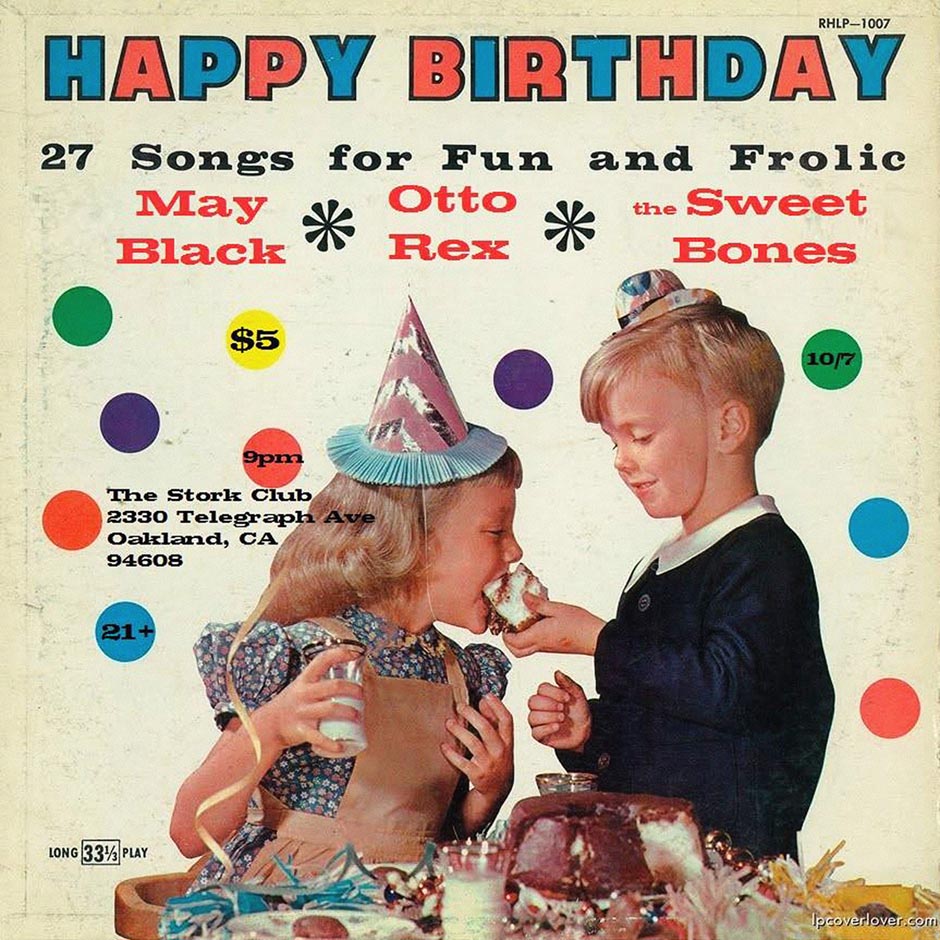 RHLP—1007
HAPPY BIRTHDAY
27 Songs for Fun and Frolic
May Black
Otto Rex
the Sweet Bones
$5
10/7
9pm
The Stork Club
2330 Telegraph Ave
Oakland, CA
94608
21+
LONG 33⅓ PLAY
lpcoverlover.com